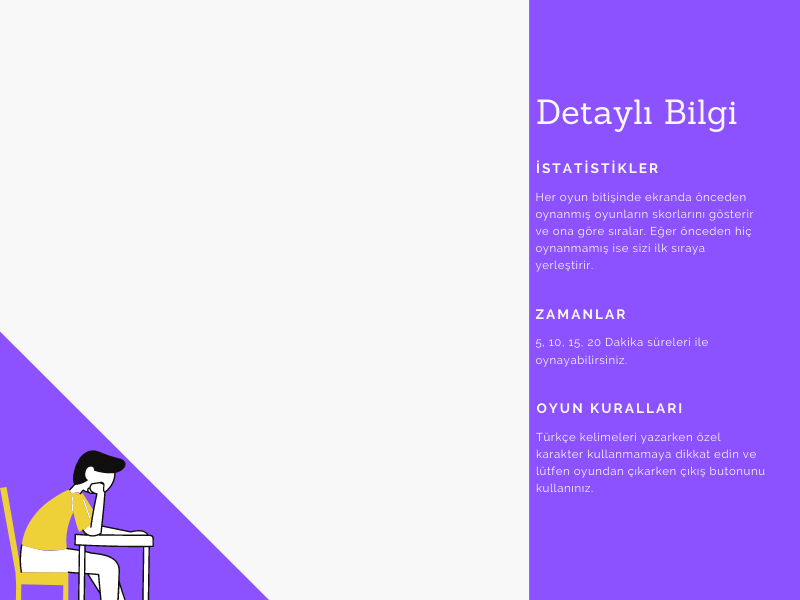 Detaylı Bilgi
İSTATİSTİKLER
Her oyun bitişinde ekranda önceden
oynanmış oyunların skorlarını gösterir
ve ona göre sıralar. Eğer önceden hiç
oynanmamış ise sizi ilk sıraya
yerleştirir.
ZAMANLAR
5, 10, 15, 20 Dakika süreleri ile
oynayabilirsiniz.
OYUN KURALLARI
Türkçe kelimeleri yazarken özel
karakter kullanmamaya dikkat edin ve
lütfen oyundan çıkarken çıkış butonunu
kullanınız.